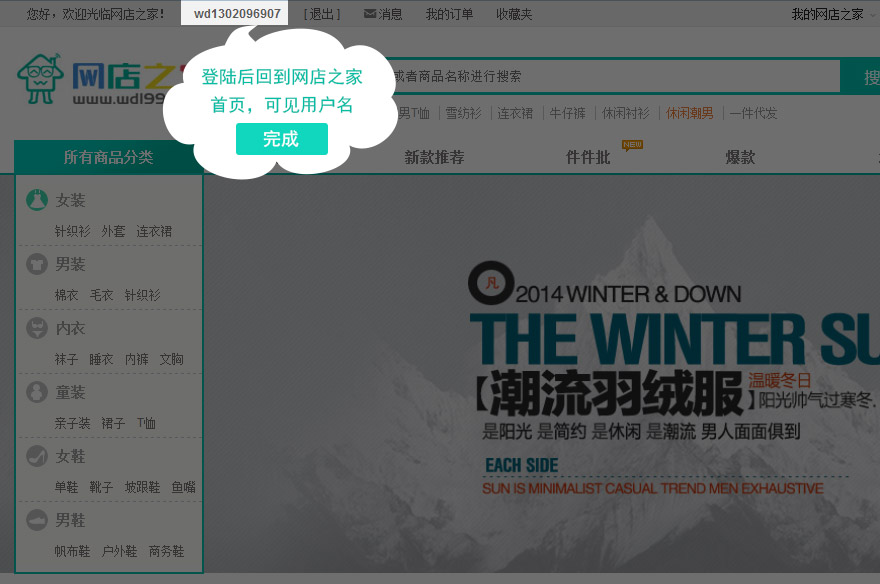 您好，欢迎光临网店之家！ wd1302096907 [退出] 消息 我的订单 收藏夹 我的网店之家
登陆后回到网店之家
首页，可见用户名
完成
网店之
www.wdl99
或者商品名称进行搜索 搜
男T恤 雪纺衫 连衣裙 牛仔裤 休闲衬衫 休闲潮男 一件代发
所有商品分类 新款推荐 件件批 NEW 爆款
女装
针织衫 外套 连衣裙
男装
棉衣 毛衣 针织衫
内衣
袜子 睡衣 内裤 文胸
童装
亲子装 裙子 T恤
女鞋
单鞋 靴子 坡跟鞋 鱼嘴
男鞋
帆布鞋 户外鞋 商务鞋
凡
2014 WINTER & DOWN
THE WINTER SU
【潮流羽绒服】
温暖冬日
阳光帅气过寒冬.
是阳光 是简约 是休闲 是潮流 男人面面俱到
EACH SIDE
SUN IS MINIMALIST CASUAL TREND MEN EXHAUSTIVE